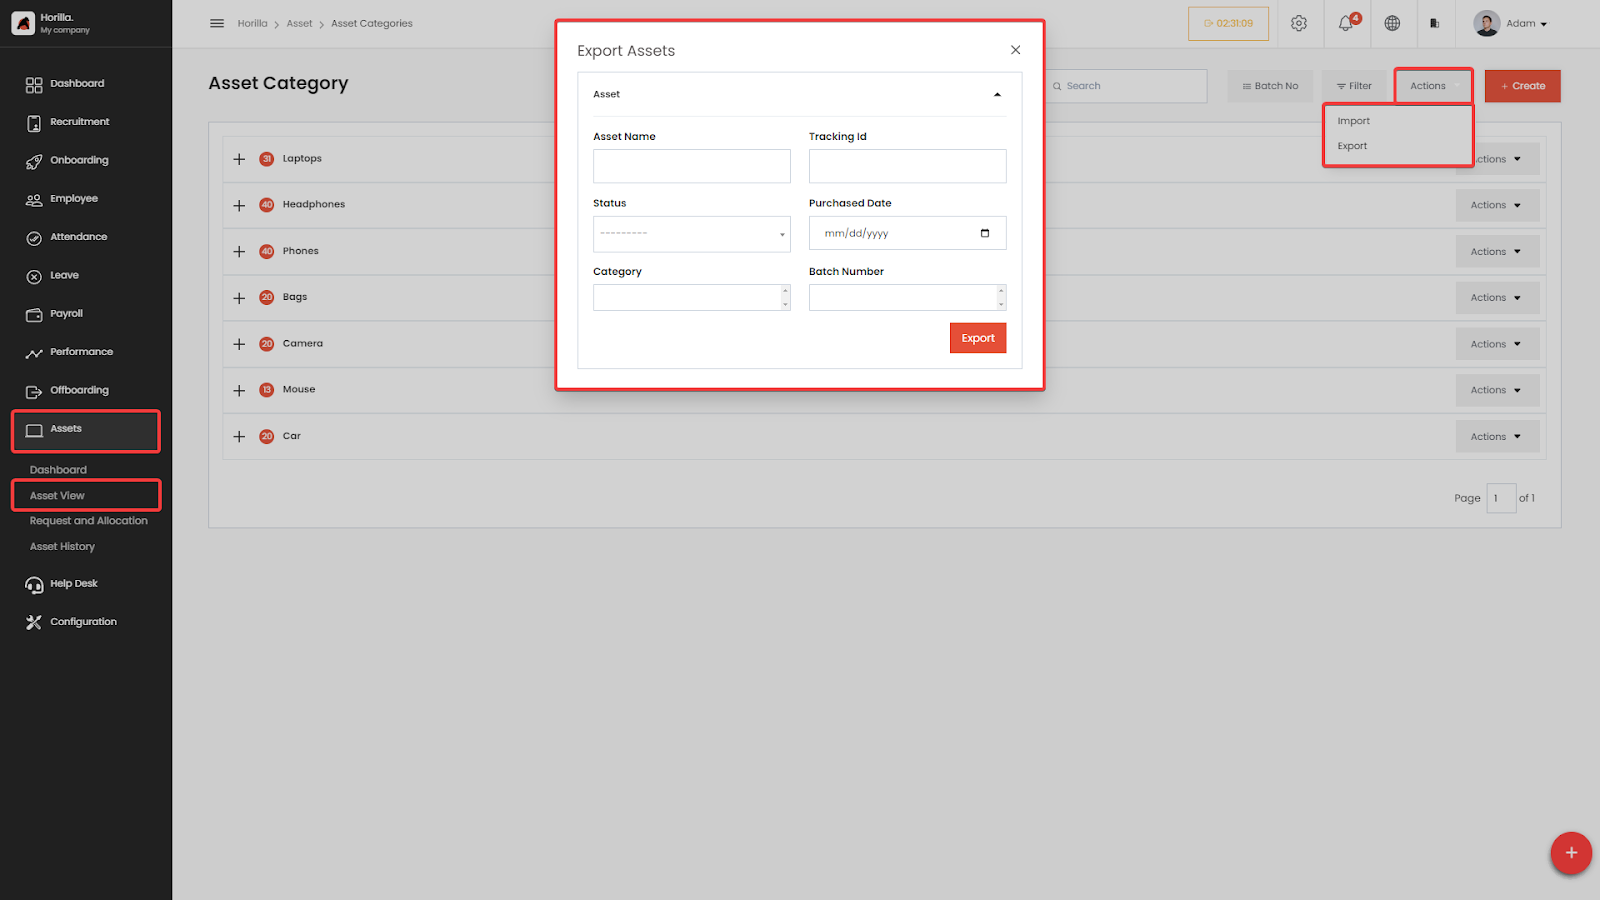 Horilla.
My company
Dashboard
Recruitment
Onboarding
Employee
Attendance
Leave
Payroll
Performance
Offboarding
Assets
Dashboard
Asset View
Request and Allocation
Asset History
Help Desk
Configuration
Horilla > Asset > Asset Categories
02:31:09
4
Adam
Asset Category
Search
Batch No
Filter
Actions
+ Create
Import
Export
31 Laptops
ctions
40 Headphones
Actions
40 Phones
Actions
20 Bags
Actions
20 Camera
Actions
13 Mouse
Actions
20 Car
Actions
Page 1 of 1
Export Assets
Asset
Asset Name
Tracking Id
Status
Purchased Date
---------
mm/dd/yyyy
Category
Batch Number
Export